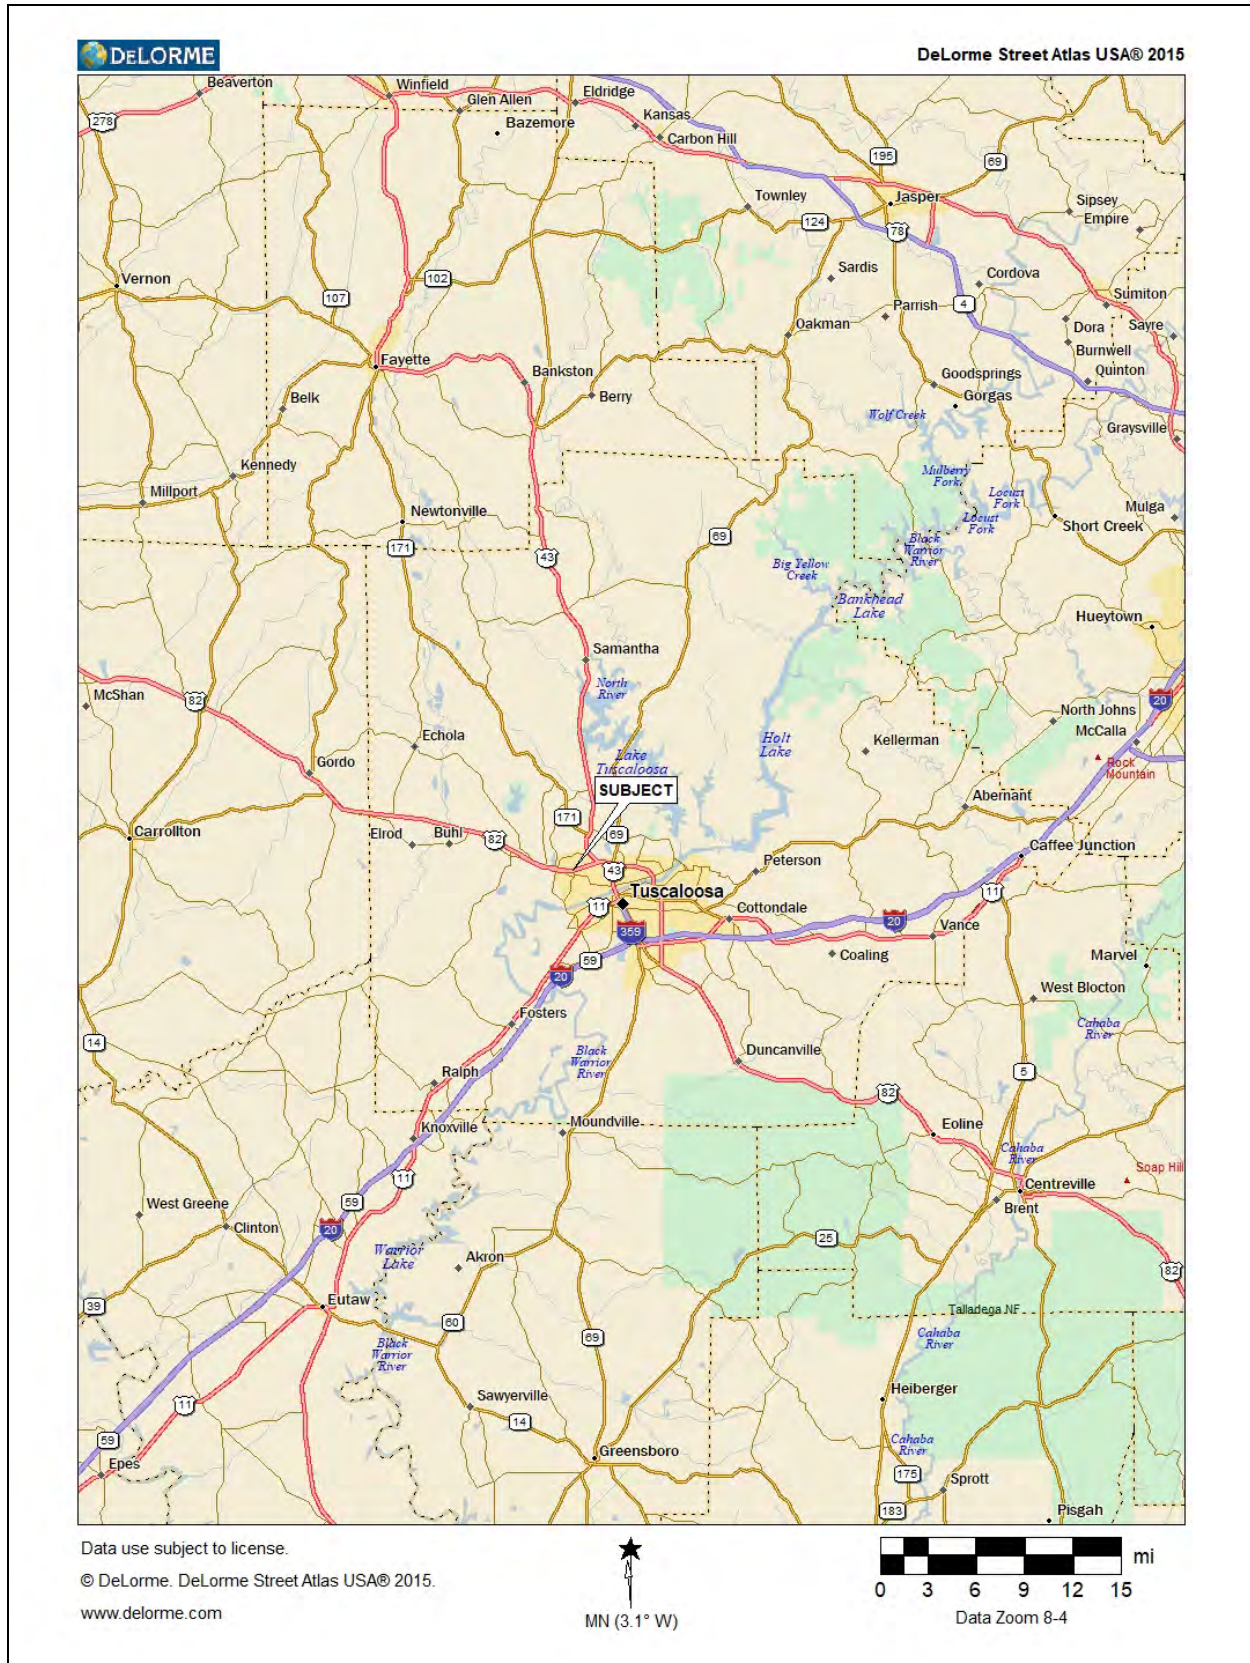 DELORME
DeLorme Street Atlas USA® 2015
Beaverton
Winfield
Glen Allen
Eldridge
278
Bazemore
Kansas
Carbon Hill
195
69
Townley
Jasper
Sipsey
Empire
124
78
Vernon
102
Sardis
Cordova
107
4
Sumiton
Parrish
Oakman
Dora
Sayre
Burnwell
Fayette
Quinton
Bankston
Goodsprings
Belk
Berry
Gorgas
Wolf Creek
Graysville
Kennedy
Mulberry
Fork
Millport
Locust
Fork
Mulga
Newtonville
Locust
Fork
Short Creek
171
43
69
Black
Warrior
River
Big Yellow
Creek
Bankhead
Lake
Hueytown
Samantha
North
River
McShan
82
20
North Johns
Echola
Holt
Lake
Kellerman
McCalla
Gordo
Lake
Tuscaloosa
Rock
Mountain
SUBJECT
Abernant
171
69
Carrollton
Elrod
Buhl
82
Caffee Junction
Peterson
43
Tuscaloosa
11
11
Cottondale
20
359
Vance
59
Coaling
Marvel
20
West Blocton
Fosters
Cahaba
River
14
Black
Warrior
River
Duncanville
Ralph
5
82
Moundville
Eoline
Knoxville
Cahaba
River
11
Soap Hill
Centreville
59
West Greene
Brent
Clinton
20
25
Warrior
Lake
Akron
82
39
Eutaw
Talladega NF
60
69
Cahaba
River
Black
Warrior
River
Heiberger
11
Sawyerville
14
59
Cahaba
River
Greensboro
Epes
175
Sprott
183
Pisgah
Data use subject to license.
© DeLorme. DeLorme Street Atlas USA® 2015.
www.delorme.com
MN (3.1° W)
mi
0 3 6 9 12 15
Data Zoom 8-4